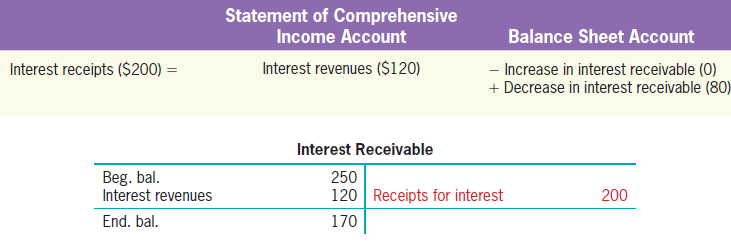 Statement of Comprehensive
Income Account Balance Sheet Account
Interest receipts ($200) = Interest revenues ($120) – Increase in interest receivable (0)
+ Decrease in interest receivable (80)
Interest Receivable
Beg. bal. 250
Interest revenues 120 Receipts for interest 200
End. bal. 170